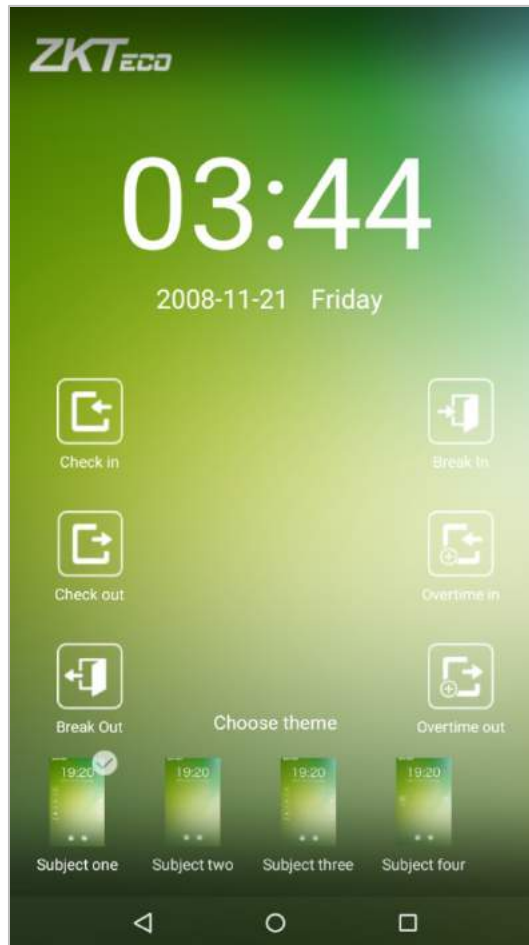 ZKTECO
03:44
2008-11-21 Friday
Check in
Break In
Check out
Overtime in
Break Out
Choose theme
Overtime out
19:20
19:20
19:20
19:20
Subject one
Subject two
Subject three
Subject four